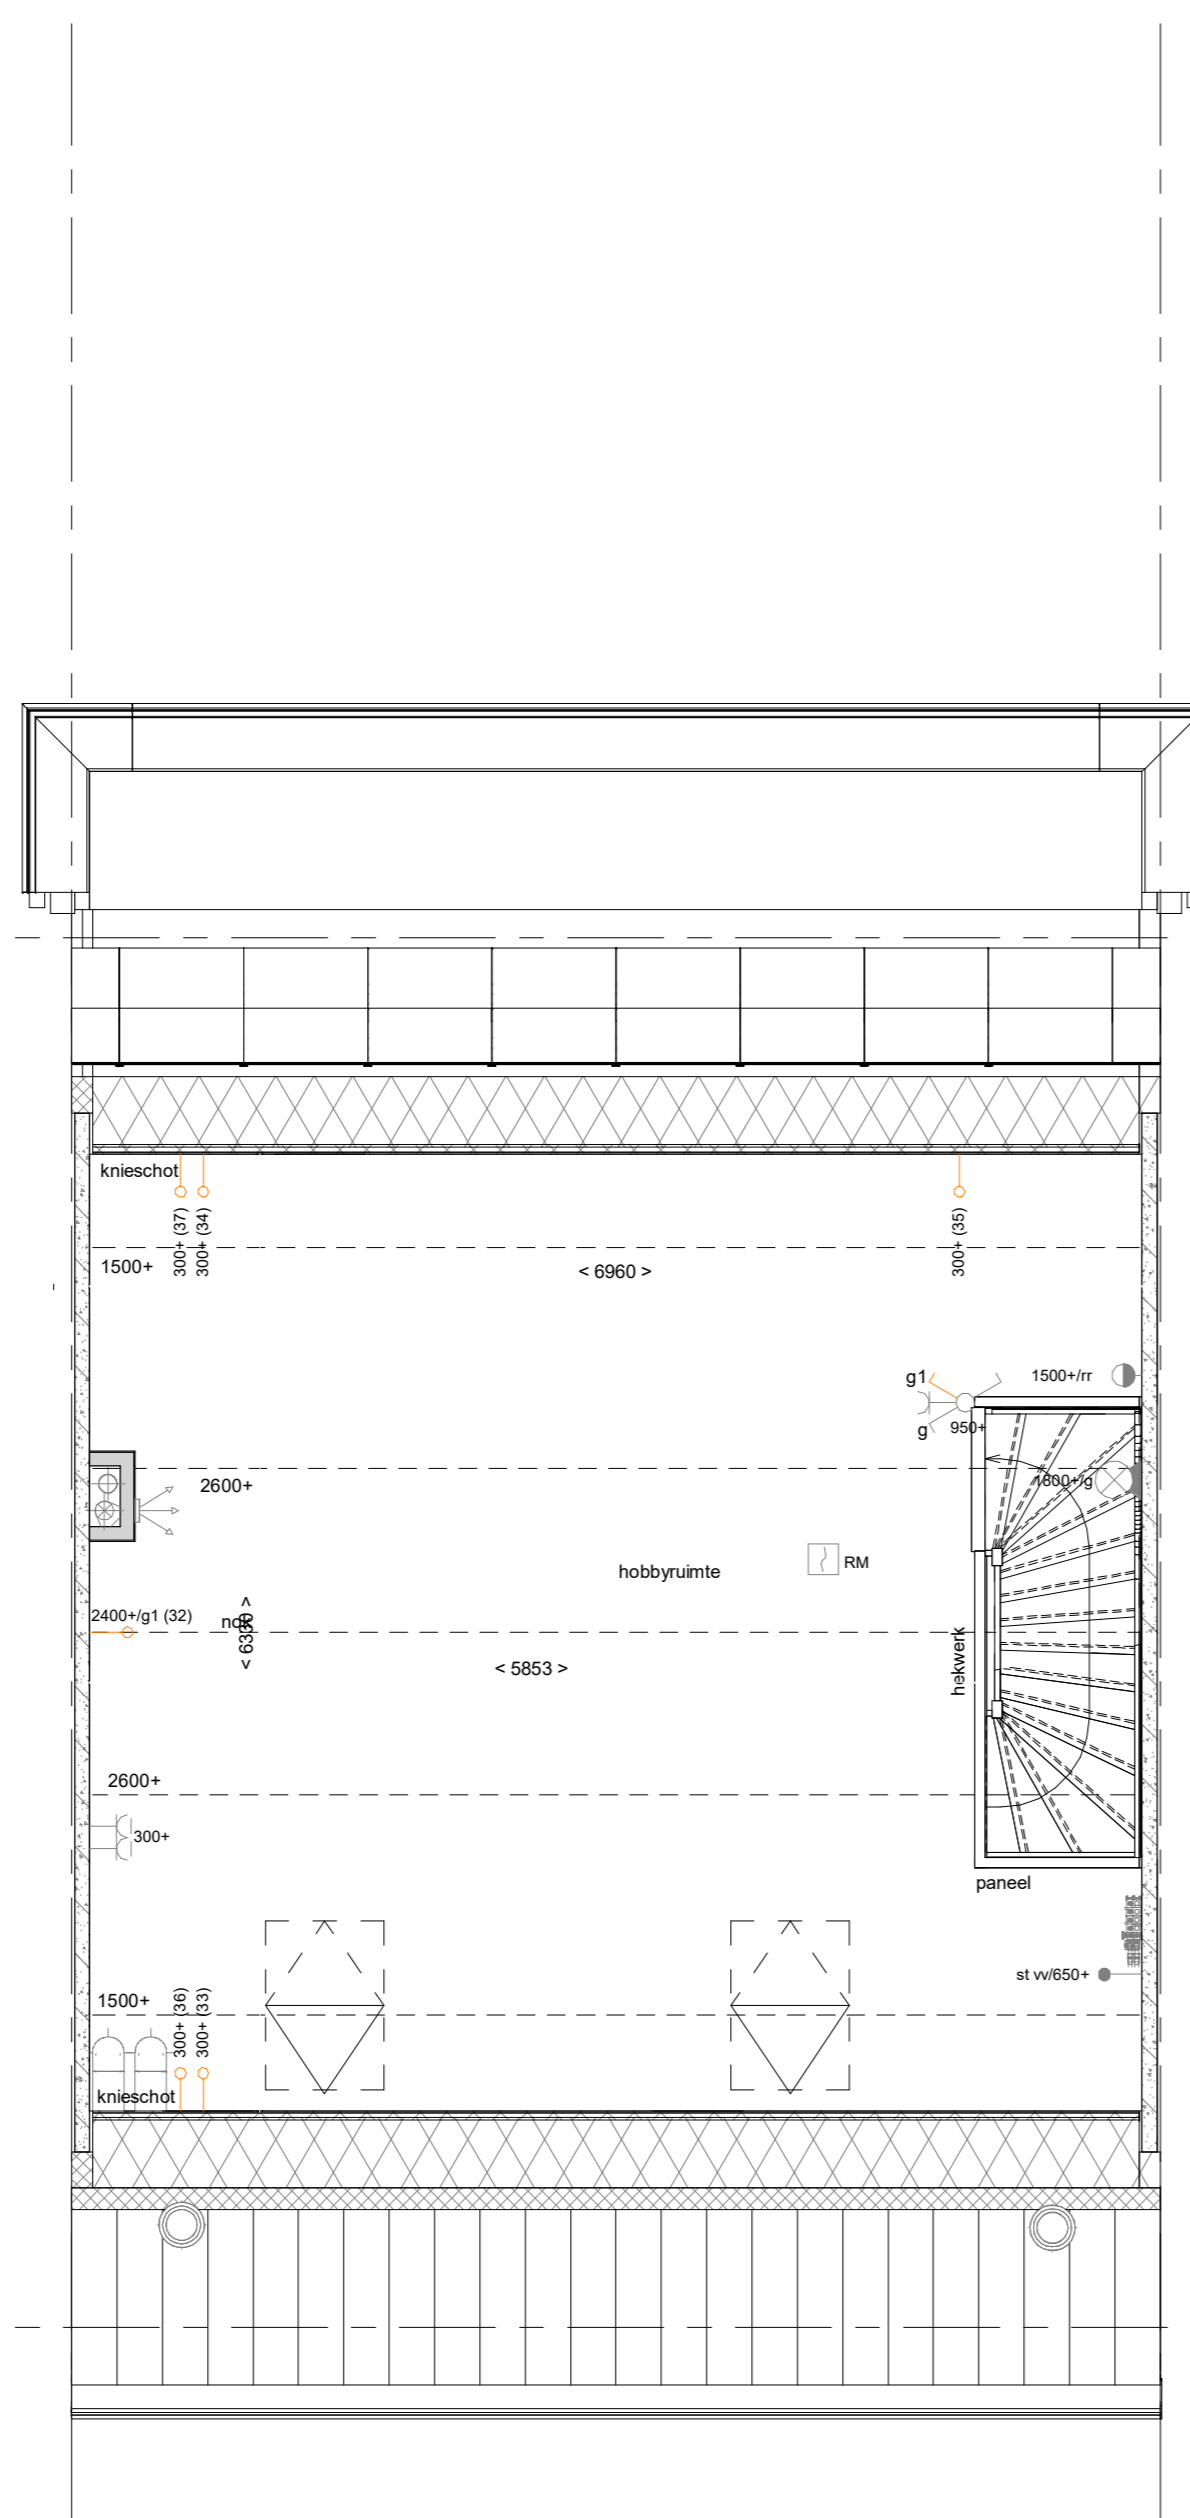 knieschot
300+ (37)
300+ (34)
300+ (35)
1500+
< 6960 >
g1
1500+/rr
g
950+
2600+
1800+/g
hobbyruimte
RM
2400+/g1 (32)
nok
< 6330 >
hekwerk
< 5853 >
2600+
300+
paneel
st vv/650+
1500+
300+ (36)
300+ (33)
knieschot